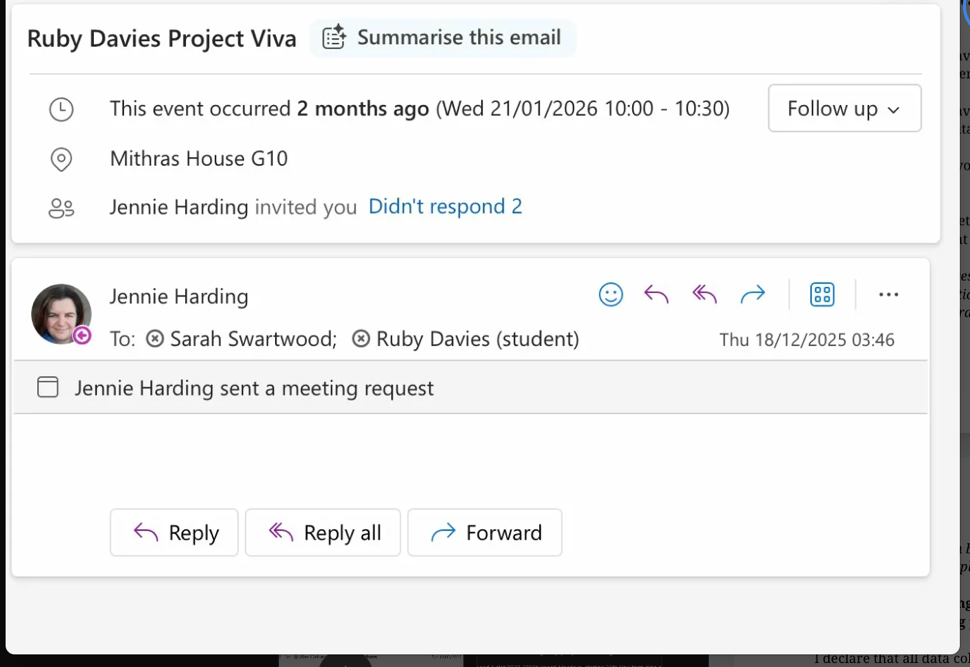 Ruby Davies Project Viva
Summarise this email
This event occurred 2 months ago (Wed 21/01/2026 10:00 - 10:30)
Follow up
Mithras House G10
Jennie Harding invited you Didn't respond 2
Jennie Harding
To: Sarah Swartwood; Ruby Davies (student)
Thu 18/12/2025 03:46
Jennie Harding sent a meeting request
Reply
Reply all
Forward
I declare that all data co